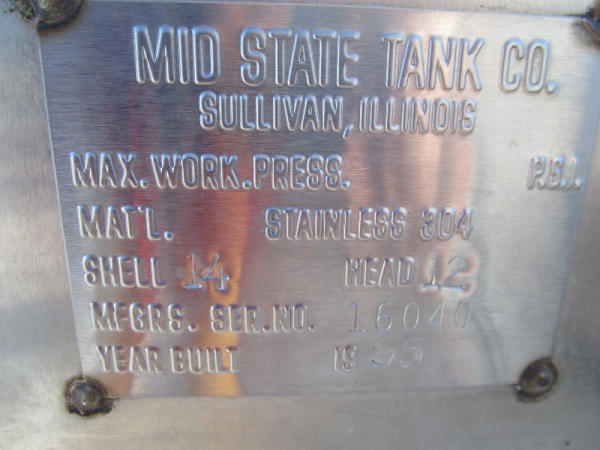 MID STATE TANK CO.
SULLIVAN, ILLINOIS
MAX. WORK. PRESS. P.S.I.
MAT'L. STAINLESS 304
SHELL 14 HEAD 12
MFGRS. SER. NO. 16040
YEAR BUILT 1995